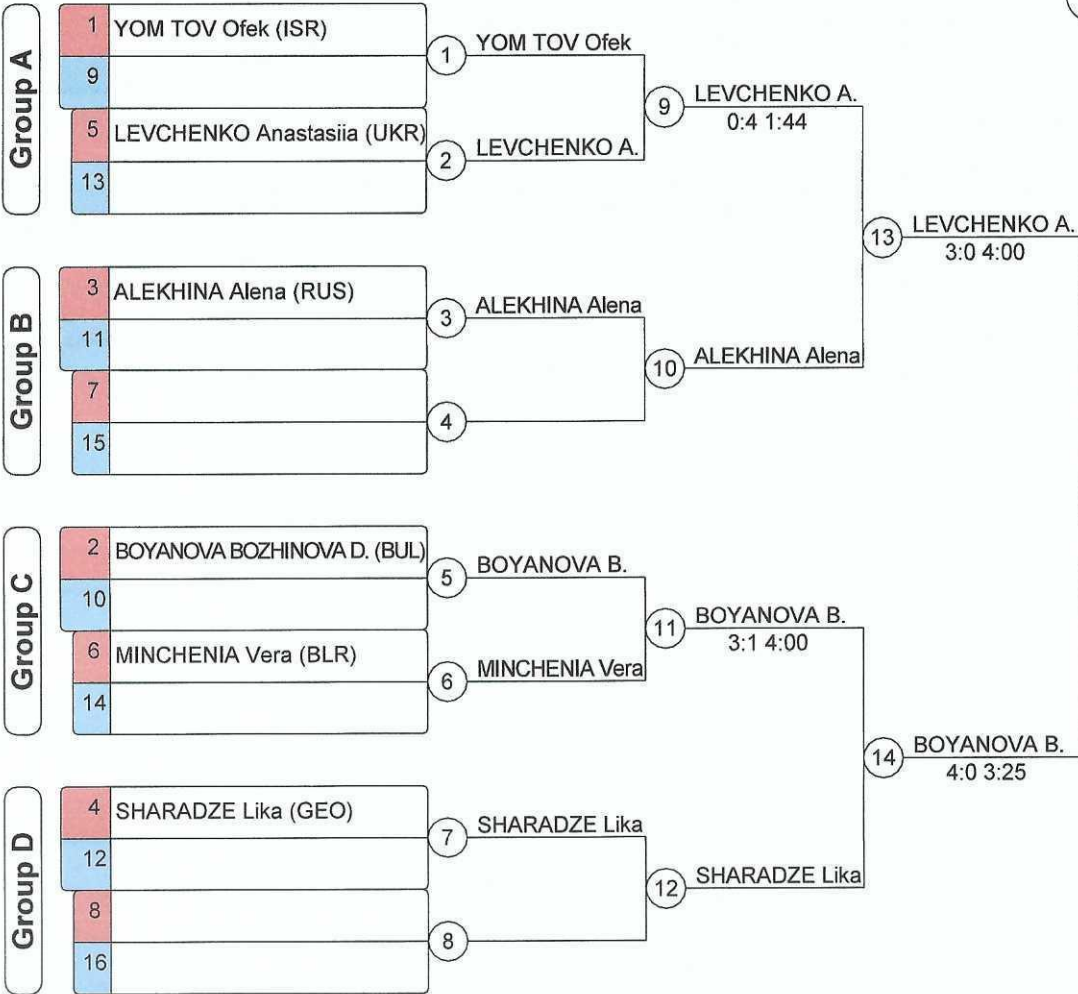 Group A
1 YOM TOV Ofek (ISR)
9
5 LEVCHENKO Anastasiia (UKR)
13
1 YOM TOV Ofek
2 LEVCHENKO A.
9 LEVCHENKO A.
0:4 1:44
Group B
3 ALEKHINA Alena (RUS)
11
7
15
3 ALEKHINA Alena
4
10 ALEKHINA Alena
13 LEVCHENKO A.
3:0 4:00
Group C
2 BOYANOVA BOZHINOVA D. (BUL)
10
6 MINCHENIA Vera (BLR)
14
5 BOYANOVA B.
6 MINCHENIA Vera
11 BOYANOVA B.
3:1 4:00
Group D
4 SHARADZE Lika (GEO)
12
8
16
7 SHARADZE Lika
8
12 SHARADZE Lika
14 BOYANOVA B.
4:0 3:25